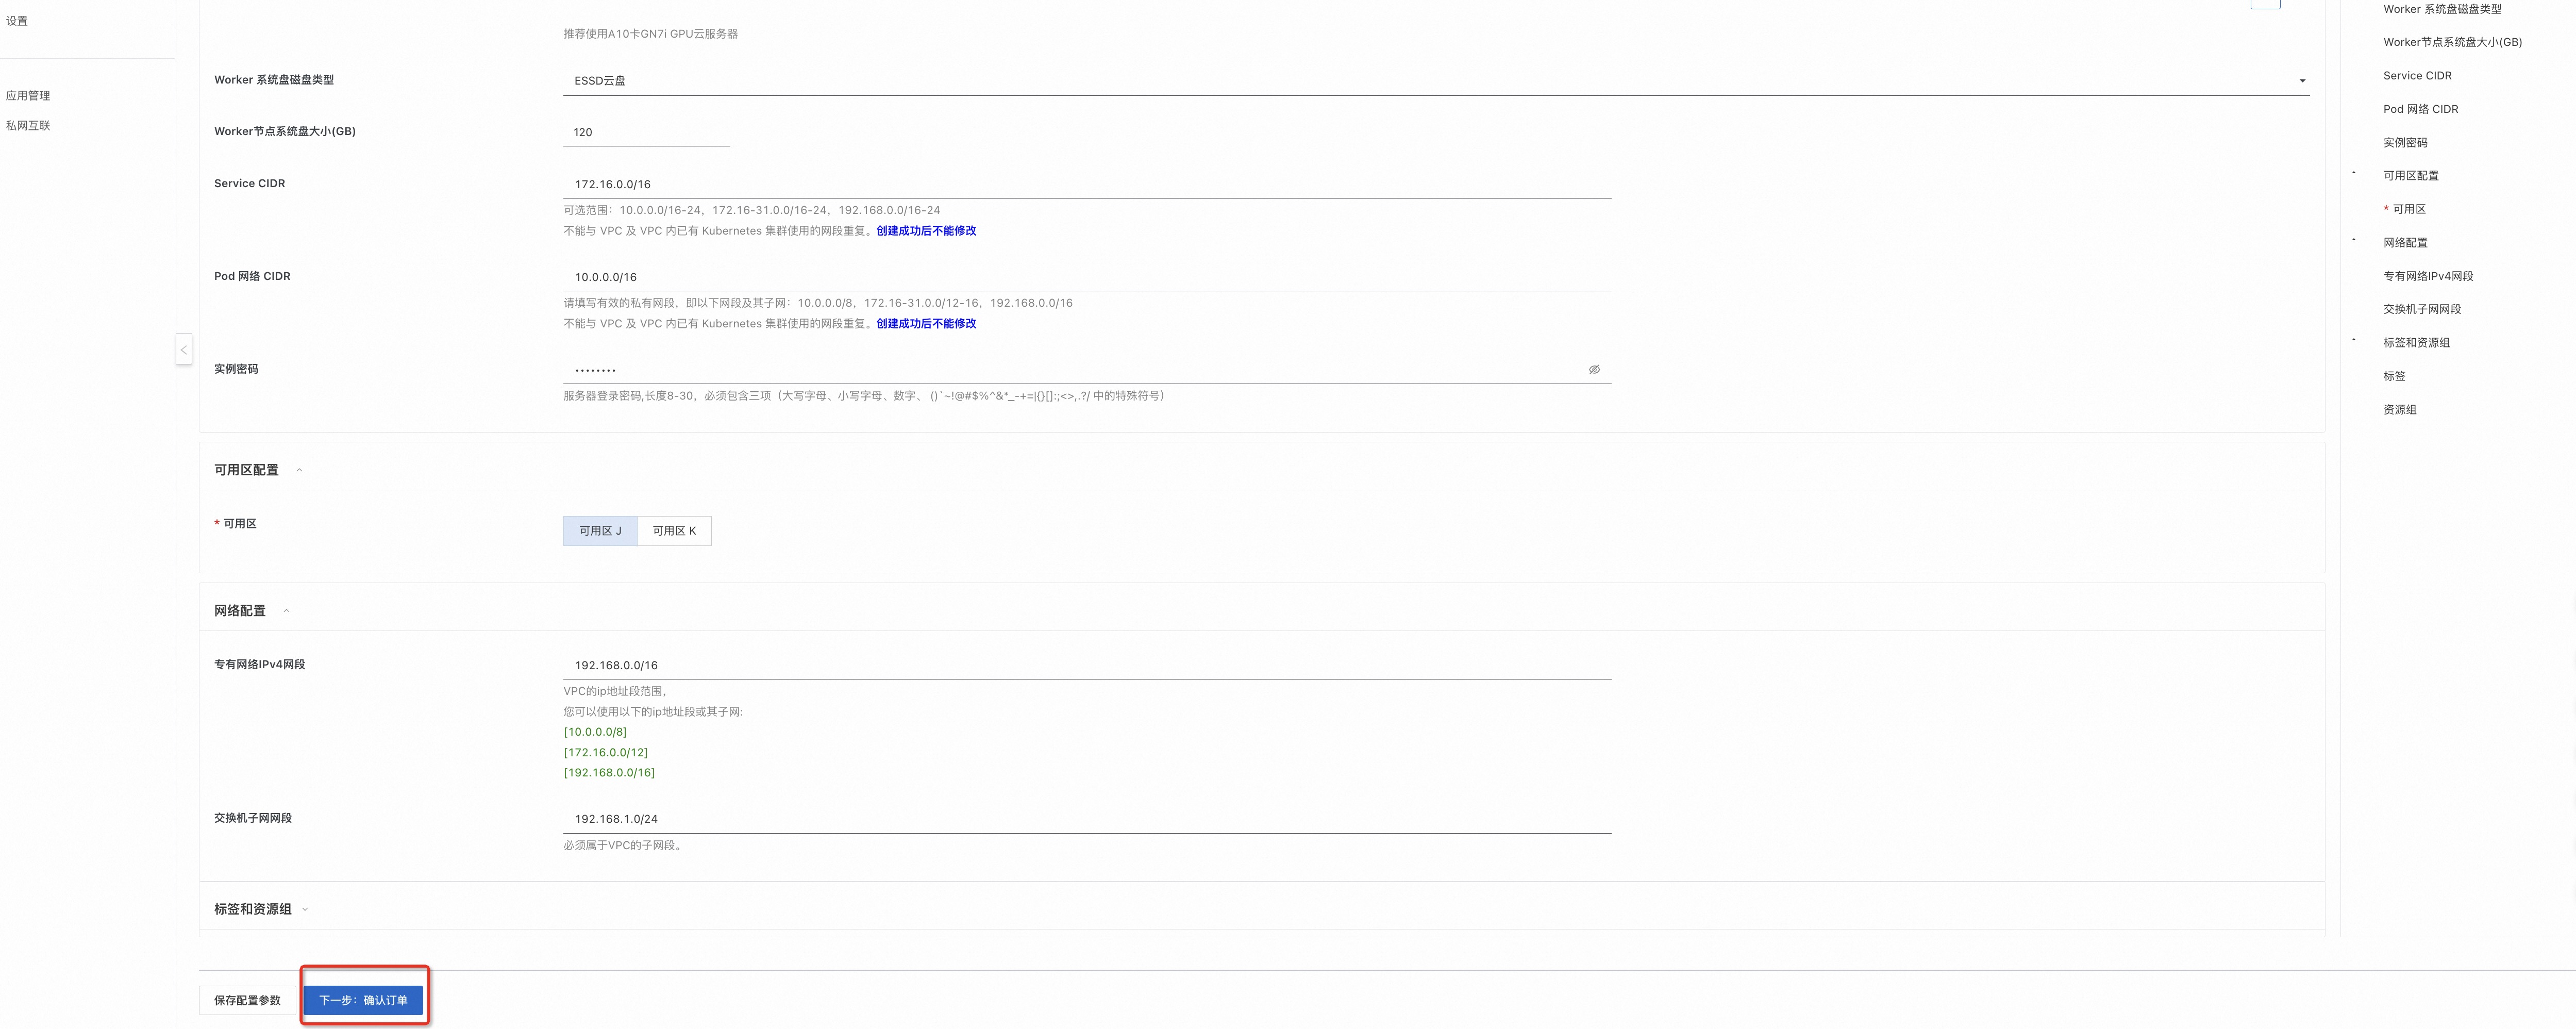 设置
应用管理
私网互联
推荐使用A10卡GN7i GPU云服务器
Worker 系统盘磁盘类型
ESSD云盘
Worker节点系统盘大小(GB)
120
Service CIDR
172.16.0.0/16
可选范围：10.0.0.0/16-24，172.16-31.0.0/16-24，192.168.0.0/16-24
不能与 VPC 及 VPC 内已有 Kubernetes 集群使用的网段重复。创建成功后不能修改
Pod 网络 CIDR
10.0.0.0/16
请填写有效的私有网段，即以下网段及其子网：10.0.0.0/8，172.16-31.0.0/12-16，192.168.0.0/16
不能与 VPC 及 VPC 内已有 Kubernetes 集群使用的网段重复。创建成功后不能修改
实例密码
••••••••
服务器登录密码,长度8-30，必须包含三项（大写字母、小写字母、数字、 ()`~!@#$%^&*_-+=|{}[]:;<>,.?/ 中的特殊符号）
可用区配置
* 可用区
可用区 J
可用区 K
网络配置
专有网络IPv4网段
192.168.0.0/16
VPC的ip地址段范围，
您可以使用以下的ip地址段或其子网:
[10.0.0.0/8]
[172.16.0.0/12]
[192.168.0.0/16]
交换机子网网段
192.168.1.0/24
必须属于VPC的子网段。
标签和资源组
保存配置参数
下一步：确认订单
Worker 系统盘磁盘类型
Worker节点系统盘大小(GB)
Service CIDR
Pod 网络 CIDR
实例密码
可用区配置
* 可用区
网络配置
专有网络IPv4网段
交换机子网网段
标签和资源组
标签
资源组